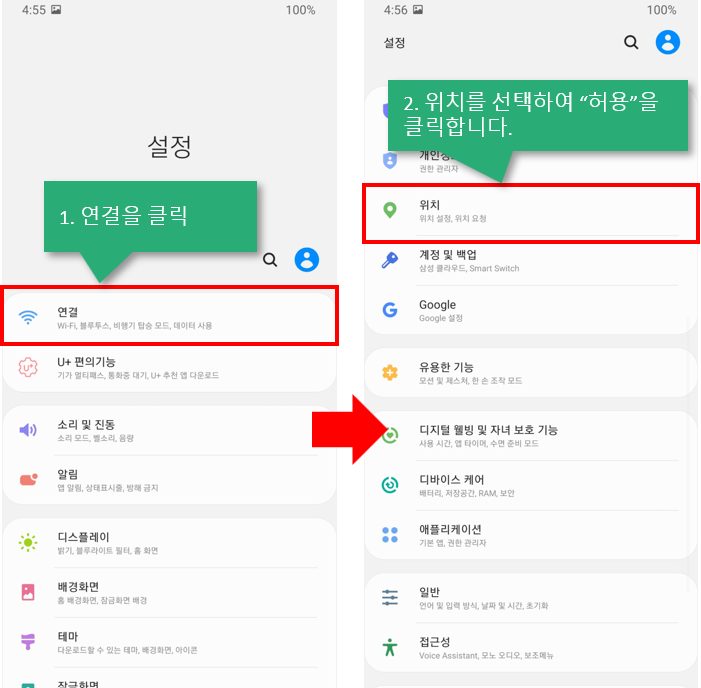 4:55
100%
설정
1. 연결을 클릭
연결
Wi-Fi, 블루투스, 비행기 탑승 모드, 데이터 사용
U+ 편의기능
기가 멀티패스, 통화중 대기, U+ 추천 앱 다운로드
소리 및 진동
소리 모드, 벨소리, 음량
알림
앱 알림, 상태표시줄, 방해 금지
디스플레이
밝기, 블루라이트 필터, 홈 화면
배경화면
홈 배경화면, 잠금화면 배경
테마
다운로드할 수 있는 테마, 배경화면, 아이콘
잠금화면
4:56
100%
설정
2. 위치를 선택하여 “허용”을
클릭합니다.
권한 관리자
위치
위치 설정, 위치 요청
계정 및 백업
삼성 클라우드, Smart Switch
Google
Google 설정
유용한 기능
모션 및 제스처, 한 손 조작 모드
디지털 웰빙 및 자녀 보호 기능
사용 시간, 앱 타이머, 수면 준비 모드
디바이스 케어
배터리, 저장공간, RAM, 보안
애플리케이션
기본 앱, 권한 관리자
일반
언어 및 입력 방식, 날짜 및 시간, 초기화
접근성
Voice Assistant, 모노 오디오, 보조메뉴